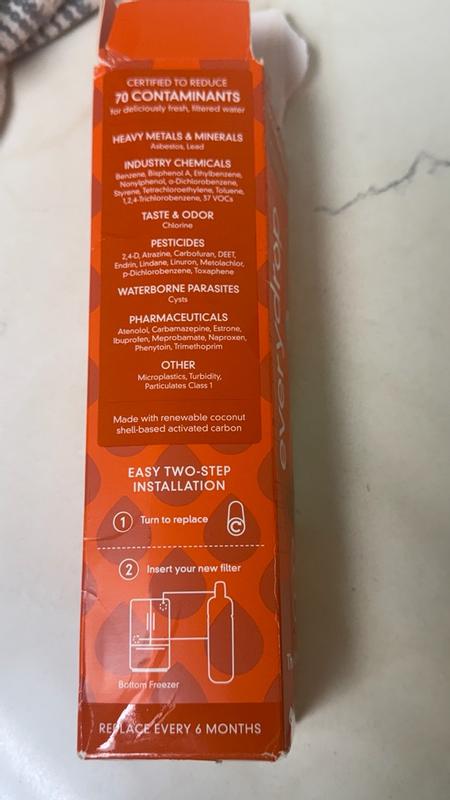 CERTIFIED TO REDUCE
70 CONTAMINANTS
for deliciously fresh, filtered water
HEAVY METALS & MINERALS
Asbestos, Lead
INDUSTRY CHEMICALS
Benzene, Bisphenol A, Ethylbenzene,
Nonylphenol, o-Dichlorobenzene,
Styrene, Tetrachloroethylene, Toluene,
1,2,4-Trichlorobenzene, 37 VOCs
TASTE & ODOR
Chlorine
PESTICIDES
2,4-D, Atrazine, Carbofuran, DEET,
Endrin, Lindane, Linuron, Metolachlor,
p-Dichlorobenzene, Toxaphene
WATERBORNE PARASITES
Cysts
PHARMACEUTICALS
Atenolol, Carbamazepine, Estrone,
Ibuprofen, Meprobamate, Naproxen,
Phenytoin, Trimethoprim
OTHER
Microplastics, Turbidity,
Particulates Class 1
Made with renewable coconut
shell-based activated carbon
EASY TWO-STEP
INSTALLATION
1 Turn to replace
2 Insert your new filter
Bottom Freezer
REPLACE EVERY 6 MONTHS
everydrop